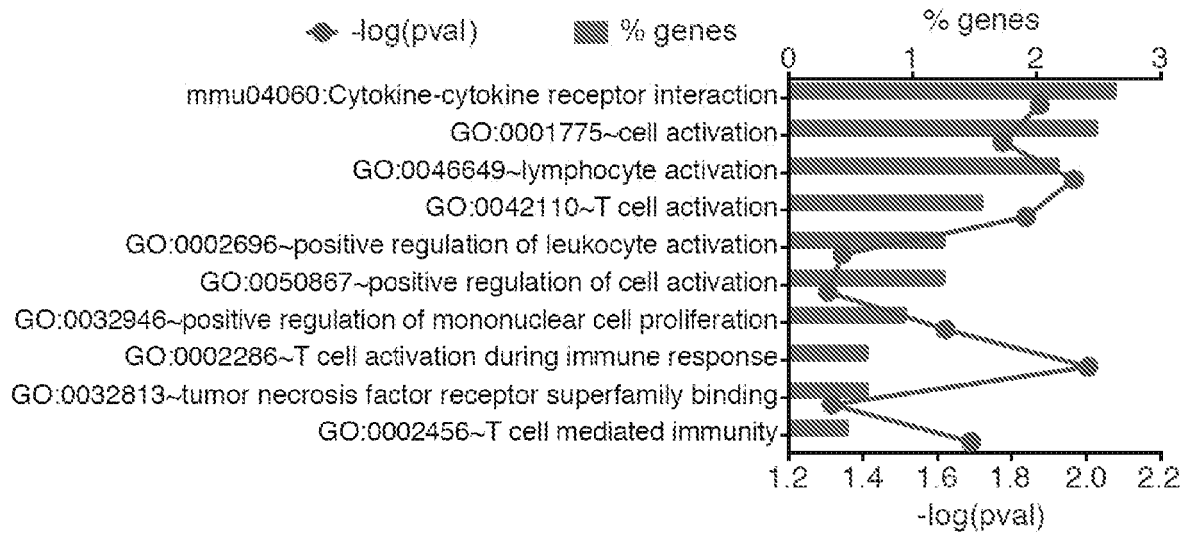 -log(pval) % genes
% genes
0 1 2 3
mmu04060:Cytokine-cytokine receptor interaction
GO:0001775~cell activation
GO:0046649~lymphocyte activation
GO:0042110~T cell activation
GO:0002696~positive regulation of leukocyte activation
GO:0050867~positive regulation of cell activation
GO:0032946~positive regulation of mononuclear cell proliferation
GO:0002286~T cell activation during immune response
GO:0032813~tumor necrosis factor receptor superfamily binding
GO:0002456~T cell mediated immunity
1.2 1.4 1.6 1.8 2.0 2.2
-log(pval)